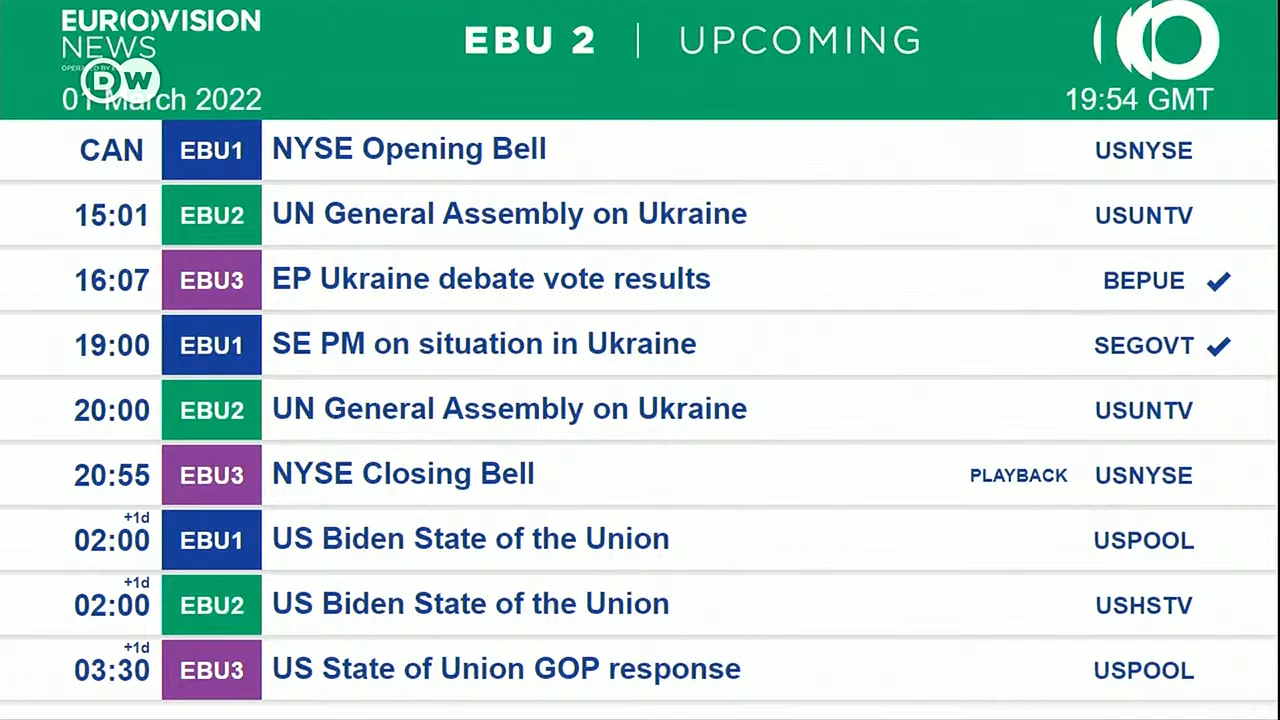 EUROVISION
NEWS
EBU 2 | UPCOMING
DW
01 March 2022
19:54 GMT
CAN EBU1 NYSE Opening Bell USNYSE
15:01 EBU2 UN General Assembly on Ukraine USUNTV
16:07 EBU3 EP Ukraine debate vote results BEPUE ✓
19:00 EBU1 SE PM on situation in Ukraine SEGOVT ✓
20:00 EBU2 UN General Assembly on Ukraine USUNTV
20:55 EBU3 NYSE Closing Bell PLAYBACK USNYSE
+1d
02:00 EBU1 US Biden State of the Union USPOOL
+1d
02:00 EBU2 US Biden State of the Union USHSTV
+1d
03:30 EBU3 US State of Union GOP response USPOOL